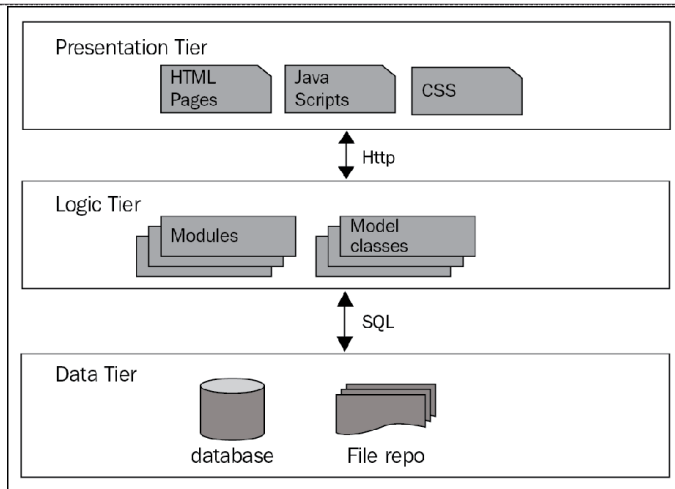 Presentation Tier
HTML
Pages
Java
Scripts
CSS
Http
Logic Tier
Modules
Model
classes
SQL
Data Tier
database
File repo